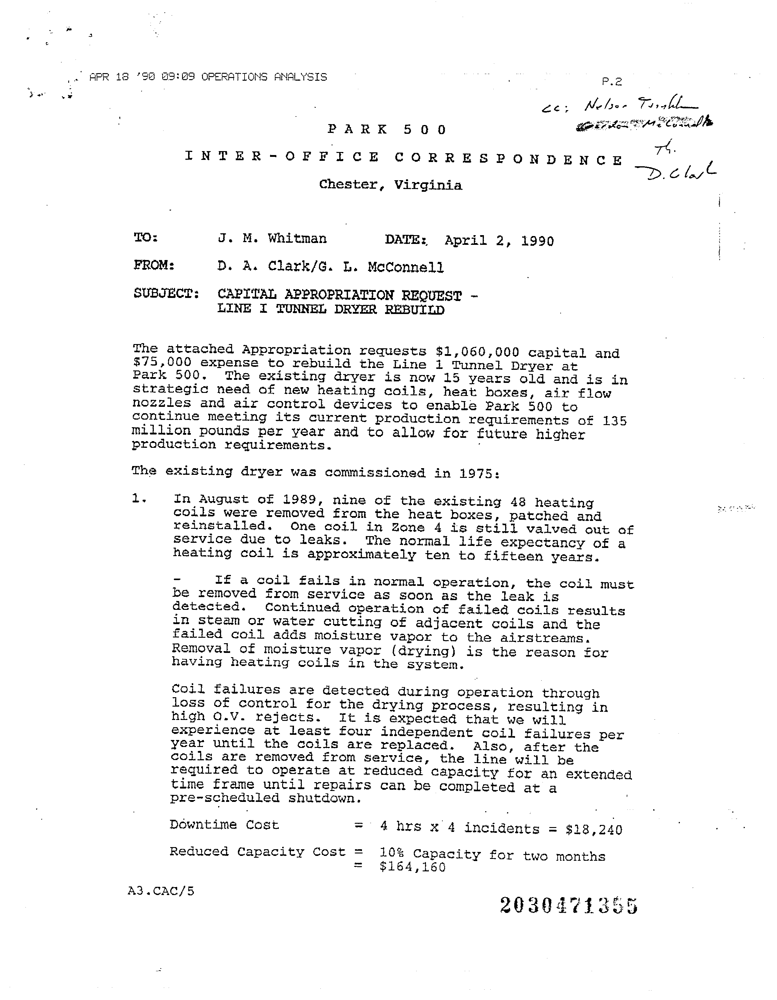 APR 18 '90 09:09 OPERATIONS ANALYSIS
P.2
cc: Nelson
PARK 500
INTER-OFFICE CORRESPONDENCE
Chester, Virginia
D. Clark
TO: J. M. Whitman DATE: April 2, 1990
FROM: D. A. Clark/G. L. McConnell
SUBJECT: CAPITAL APPROPRIATION REQUEST -
LINE I TUNNEL DRYER REBUILD
The attached Appropriation requests $1,060,000 capital and
$75,000 expense to rebuild the Line 1 Tunnel Dryer at
Park 500. The existing dryer is now 15 years old and is in
strategic need of new heating coils, heat boxes, air flow
nozzles and air control devices to enable Park 500 to
continue meeting its current production requirements of 135
million pounds per year and to allow for future higher
production requirements.
The existing dryer was commissioned in 1975:
1. In August of 1989, nine of the existing 48 heating
coils were removed from the heat boxes, patched and
reinstalled. One coil in Zone 4 is still valved out of
service due to leaks. The normal life expectancy of a
heating coil is approximately ten to fifteen years.
- If a coil fails in normal operation, the coil must
be removed from service as soon as the leak is
detected. Continued operation of failed coils results
in steam or water cutting of adjacent coils and the
failed coil adds moisture vapor to the airstreams.
Removal of moisture vapor (drying) is the reason for
having heating coils in the system.
Coil failures are detected during operation through
loss of control for the drying process, resulting in
high O.V. rejects. It is expected that we will
experience at least four independent coil failures per
year until the coils are replaced. Also, after the
coils are removed from service, the line will be
required to operate at reduced capacity for an extended
time frame until repairs can be completed at a
pre-scheduled shutdown.
Downtime Cost = 4 hrs x 4 incidents = $18,240
Reduced Capacity Cost = 10% Capacity for two months
= $164,160
A3.CAC/5
2030471355